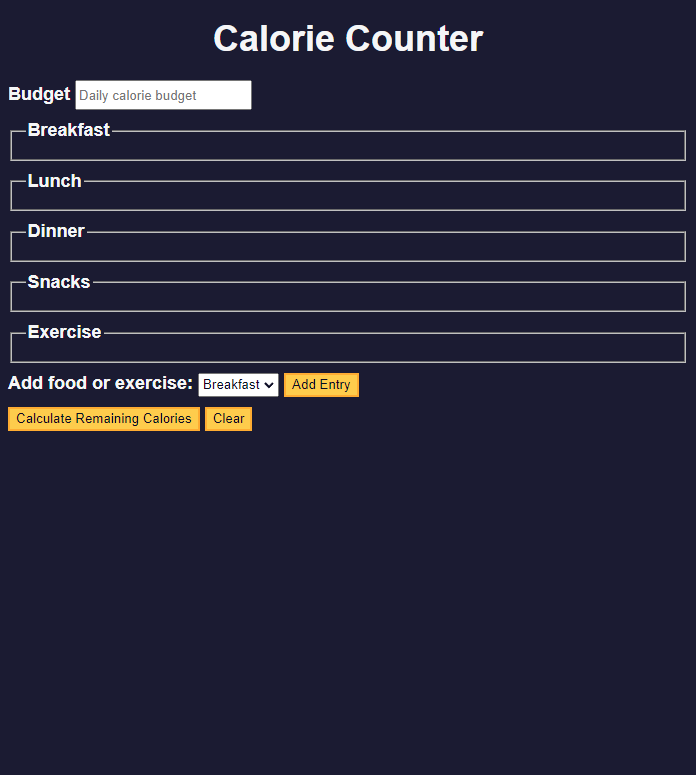 Calorie Counter
Budget Daily calorie budget
Breakfast
Lunch
Dinner
Snacks
Exercise
Add food or exercise: Breakfast Add Entry
Calculate Remaining Calories Clear